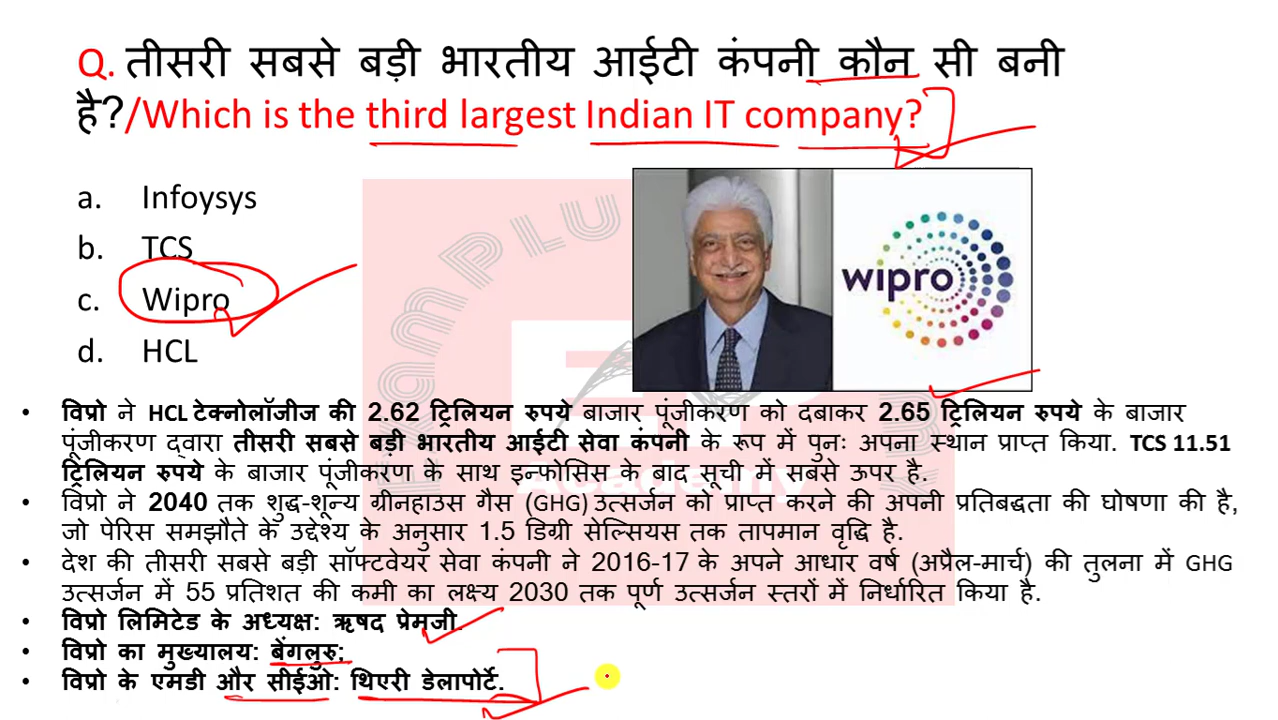 Q. तीसरी सबसे बड़ी भारतीय आईटी कंपनी कौन सी बनी
है?/Which is the third largest Indian IT company?
a. Infoysys
b. TCS
c. Wipro
d. HCL
wipro
EXAMPLU
Academy
• विप्रो ने HCL टेक्नोलॉजीज की 2.62 ट्रिलियन रुपये बाजार पूंजीकरण को दबाकर 2.65 ट्रिलियन रुपये के बाजार
पूंजीकरण द्वारा तीसरी सबसे बड़ी भारतीय आईटी सेवा कंपनी के रूप में पुनः अपना स्थान प्राप्त किया. TCS 11.51
ट्रिलियन रुपये के बाजार पूंजीकरण के साथ इन्फोसिस के बाद सूची में सबसे ऊपर है.
• विप्रो ने 2040 तक शुद्ध-शून्य ग्रीनहाउस गैस (GHG) उत्सर्जन को प्राप्त करने की अपनी प्रतिबद्धता की घोषणा की है,
जो पेरिस समझौते के उद्देश्य के अनुसार 1.5 डिग्री सेल्सियस तक तापमान वृद्धि है.
• देश की तीसरी सबसे बड़ी सॉफ्टवेयर सेवा कंपनी ने 2016-17 के अपने आधार वर्ष (अप्रैल-मार्च) की तुलना में GHG
उत्सर्जन में 55 प्रतिशत की कमी का लक्ष्य 2030 तक पूर्ण उत्सर्जन स्तरों में निर्धारित किया है.
• विप्रो लिमिटेड के अध्यक्ष: ऋषद प्रेमजी.
• विप्रो का मुख्यालय: बेंगलुरु;
• विप्रो के एमडी और सीईओ: थिएरी डेलापोर्टे.